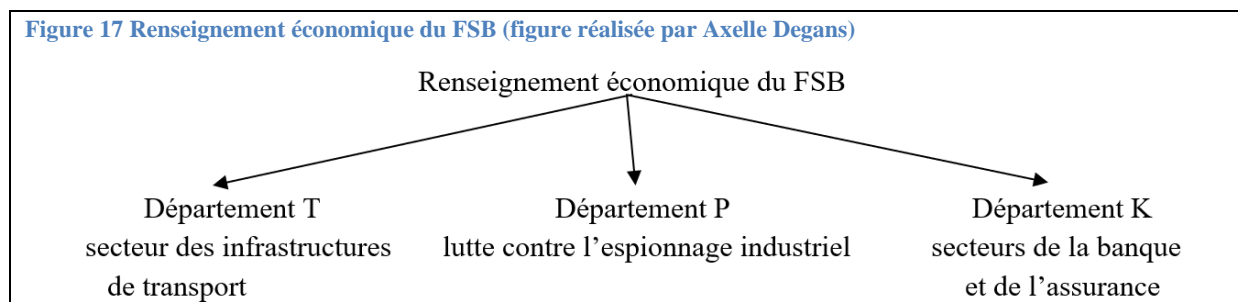 Figure 17 Renseignement économique du FSB (figure réalisée par Axelle Degans)
Renseignement économique du FSB
Département T
secteur des infrastructures
de transport
Département P
lutte contre l’espionnage industriel
Département K
secteurs de la banque
et de l’assurance